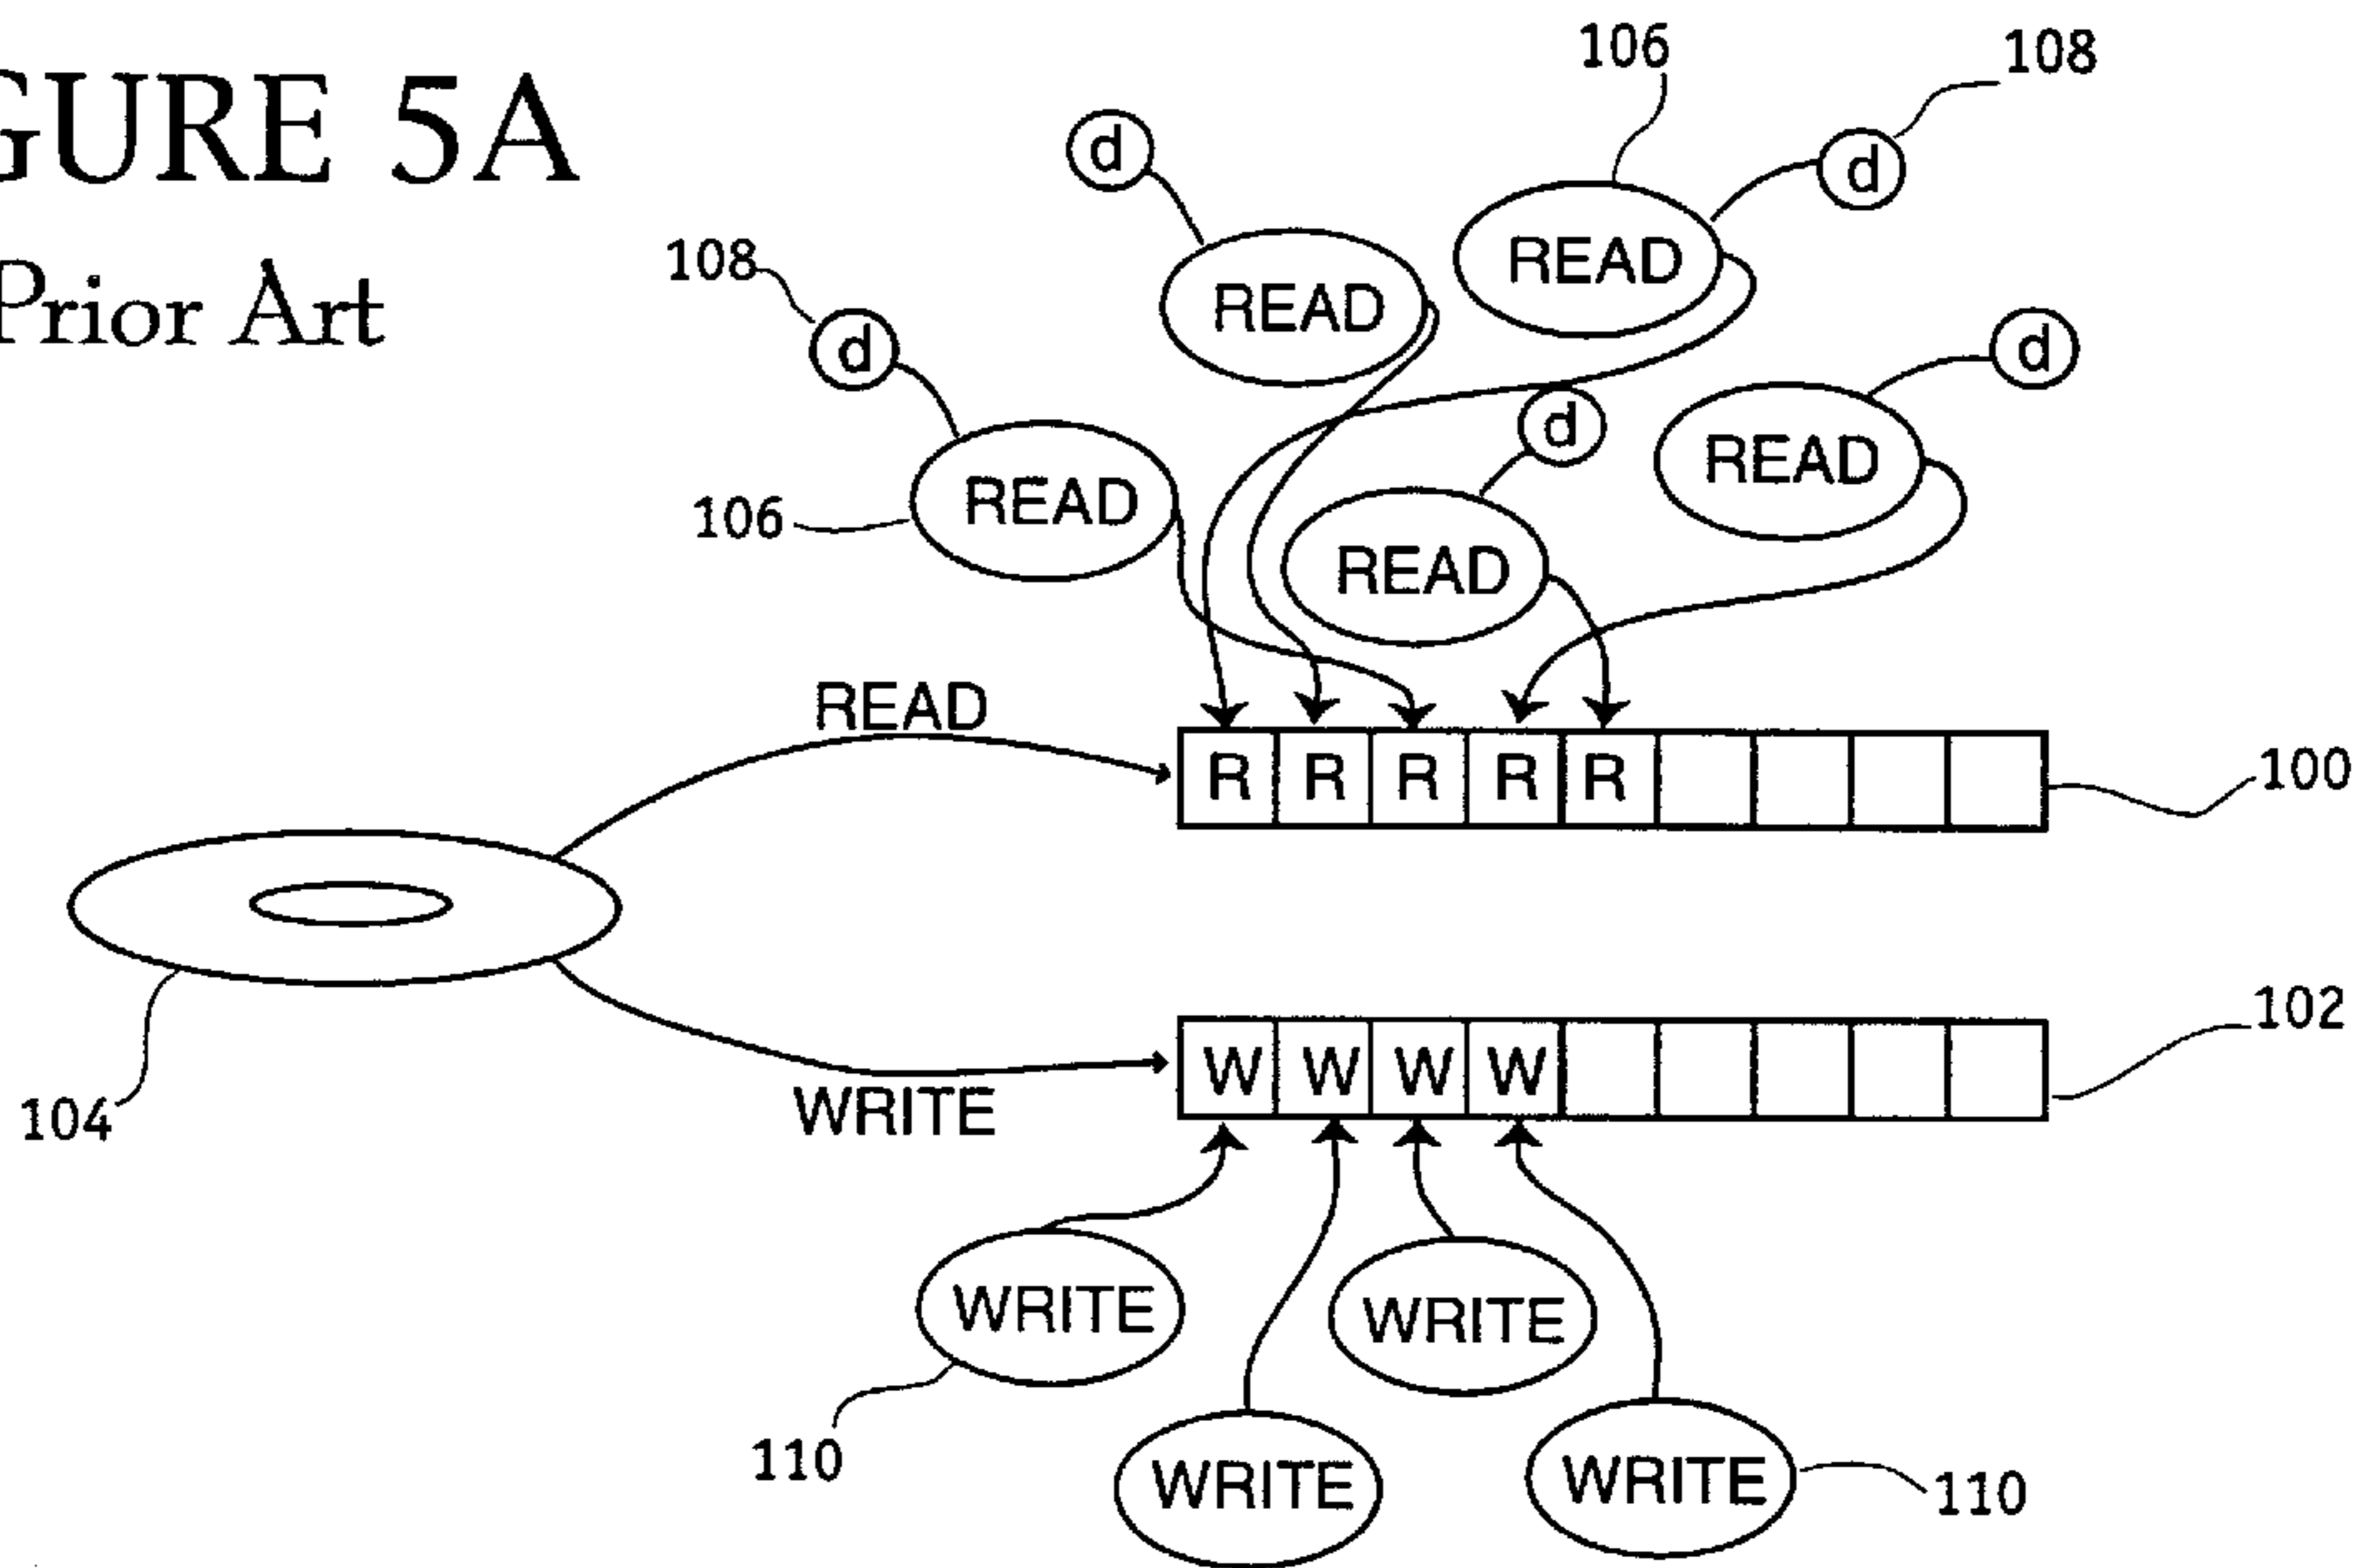 GURE 5A
Prior Art
106
108
d
d
108
READ
READ
d
d
d
READ
READ
106
READ
READ
R R R R R
100
102
W W W W
104
WRITE
WRITE
WRITE
110
WRITE
WRITE
110